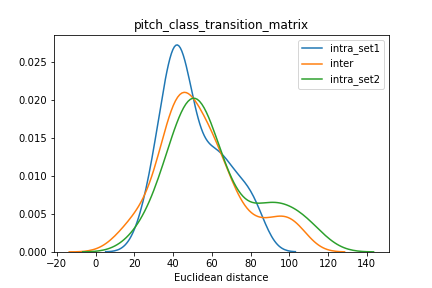 pitch_class_transition_matrix
intra_set1
inter
intra_set2
0.025
0.020
0.015
0.010
0.005
0.000
−20 0 20 40 60 80 100 120 140
Euclidean distance